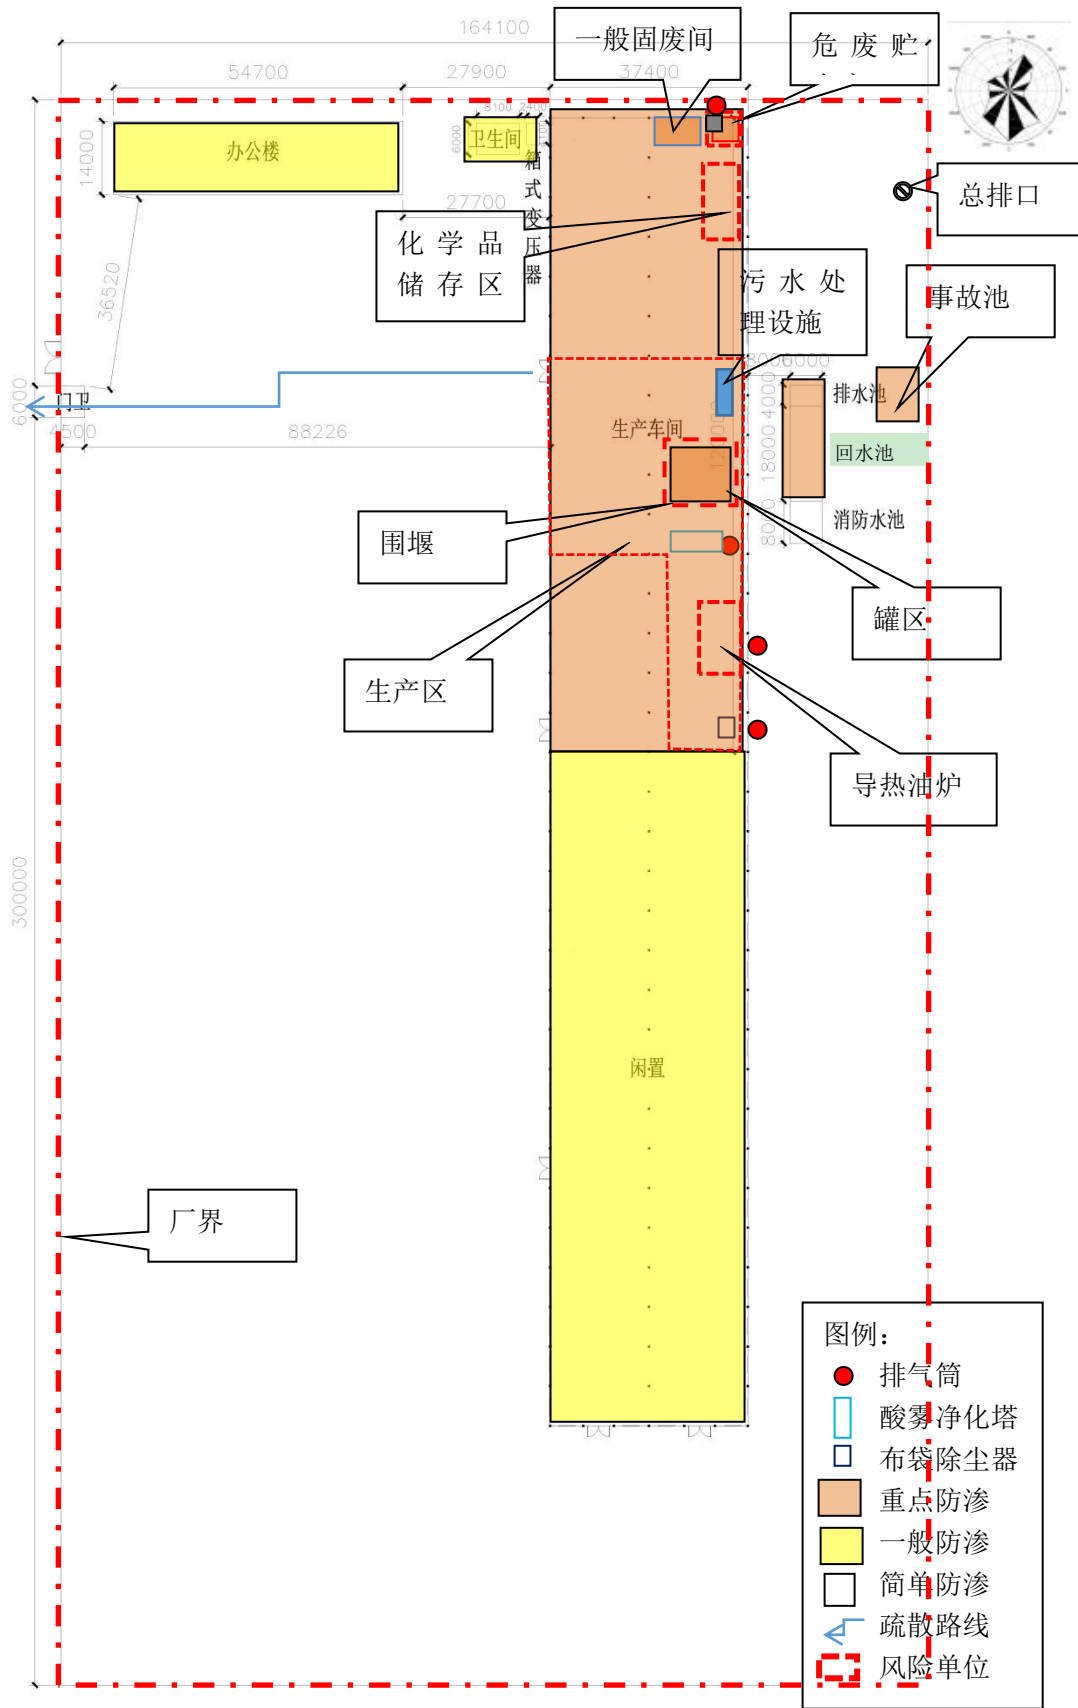 164100
一般固废间
危废贮
54700
27900
37400
8100
2400
14000
办公楼
6000
卫生间
箱式变压器
总排口
27700
化学品
储存区
污水处
理设施
事故池
36520
8000
6000
6000
门卫
4500
88226
生产车间
4000
排水池
18000
回水池
围堰
8000
消防水池
罐区
生产区
导热油炉
300000
闲置
厂界
图例：
排气筒
酸雾净化塔
布袋除尘器
重点防渗
一般防渗
简单防渗
疏散路线
风险单位